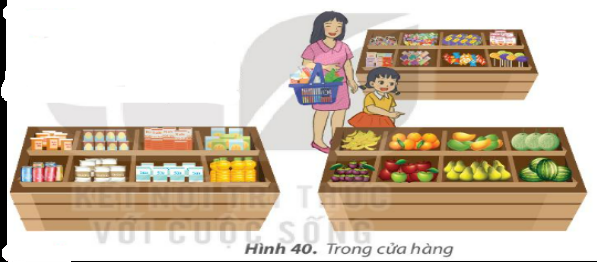 KẾT NỐI TRI THỨC
VỚI CUỘC SỐNG
Hình 40. Trong cửa hàng